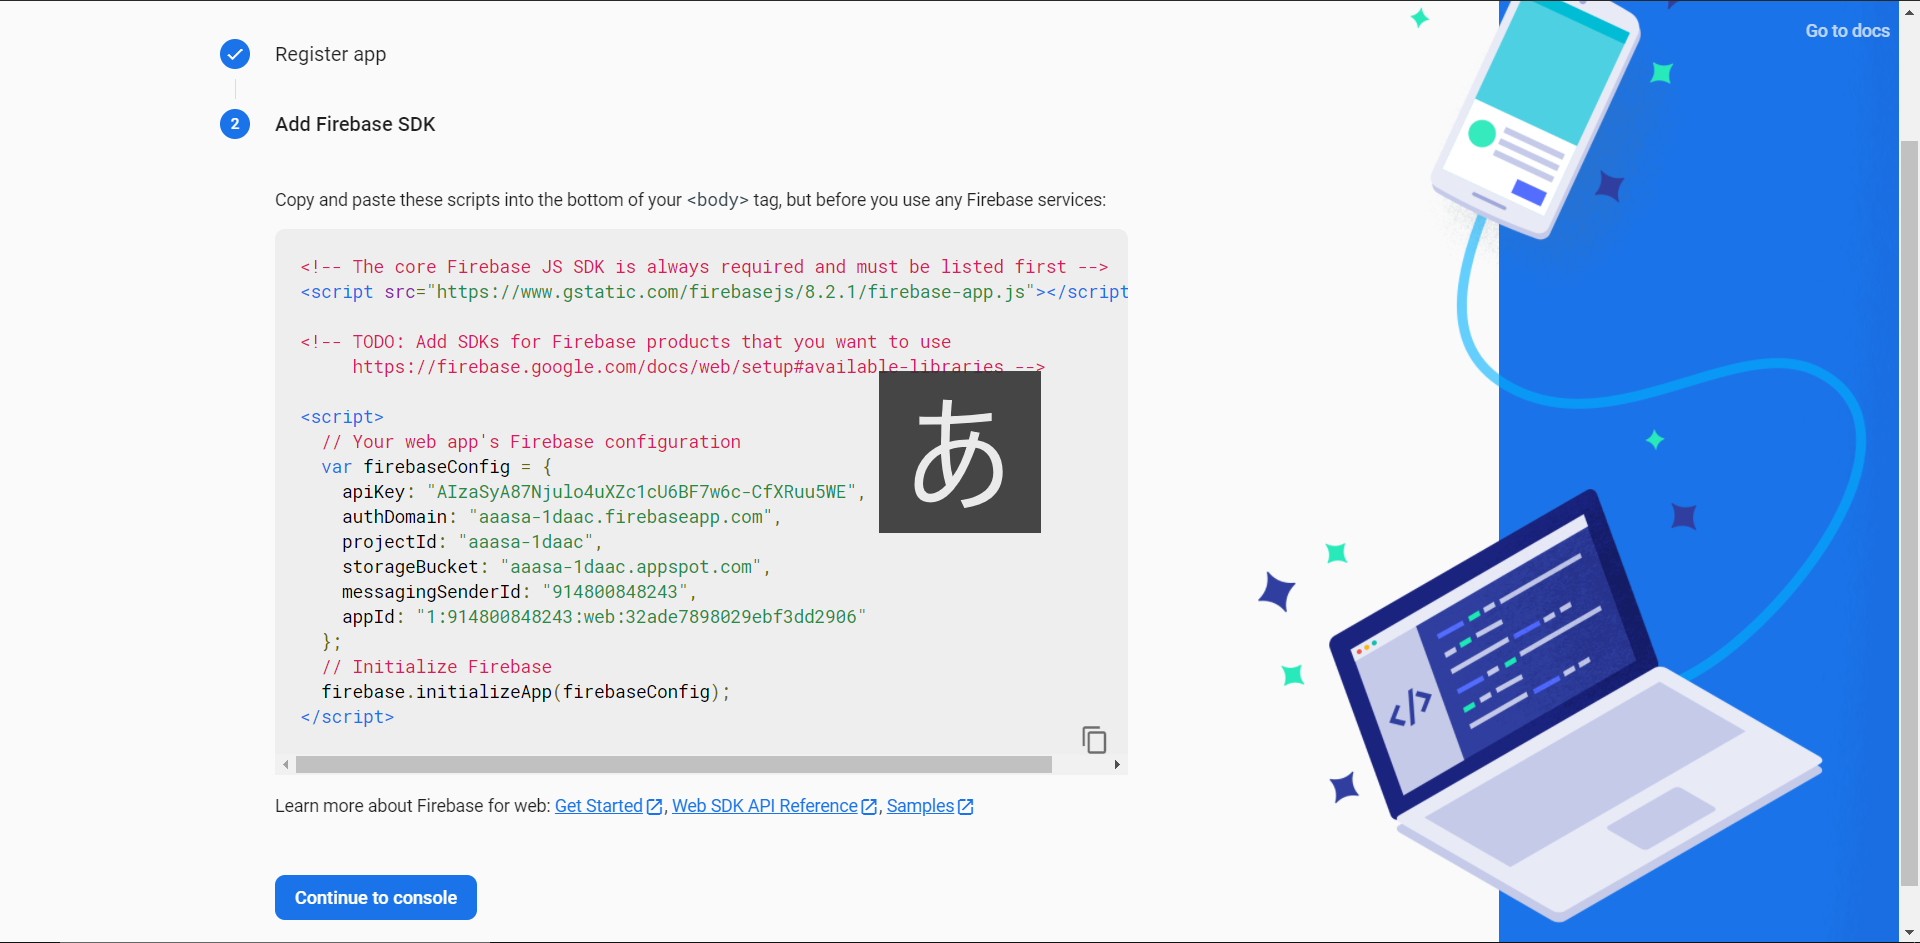 Go to docs
Register app
2
Add Firebase SDK
Copy and paste these scripts into the bottom of your <body> tag, but before you use any Firebase services:
<!-- The core Firebase JS SDK is always required and must be listed first -->
<script src="https://www.gstatic.com/firebasejs/8.2.1/firebase-app.js"></script
<!-- TODO: Add SDKs for Firebase products that you want to use
https://firebase.google.com/docs/web/setup#available-libraries -->
<script>
// Your web app's Firebase configuration
var firebaseConfig = {
apiKey: "AIzaSyA87Njulo4uXZc1cU6BF7w6c-CfXRuu5WE",
authDomain: "aaasa-1daac.firebaseapp.com",
projectId: "aaasa-1daac",
storageBucket: "aaasa-1daac.appspot.com",
messagingSenderId: "914800848243",
appId: "1:914800848243:web:32ade7898029ebf3dd2906"
};
// Initialize Firebase
firebase.initializeApp(firebaseConfig);
</script>
あ
Learn more about Firebase for web: Get Started, Web SDK API Reference, Samples
Continue to console
</>